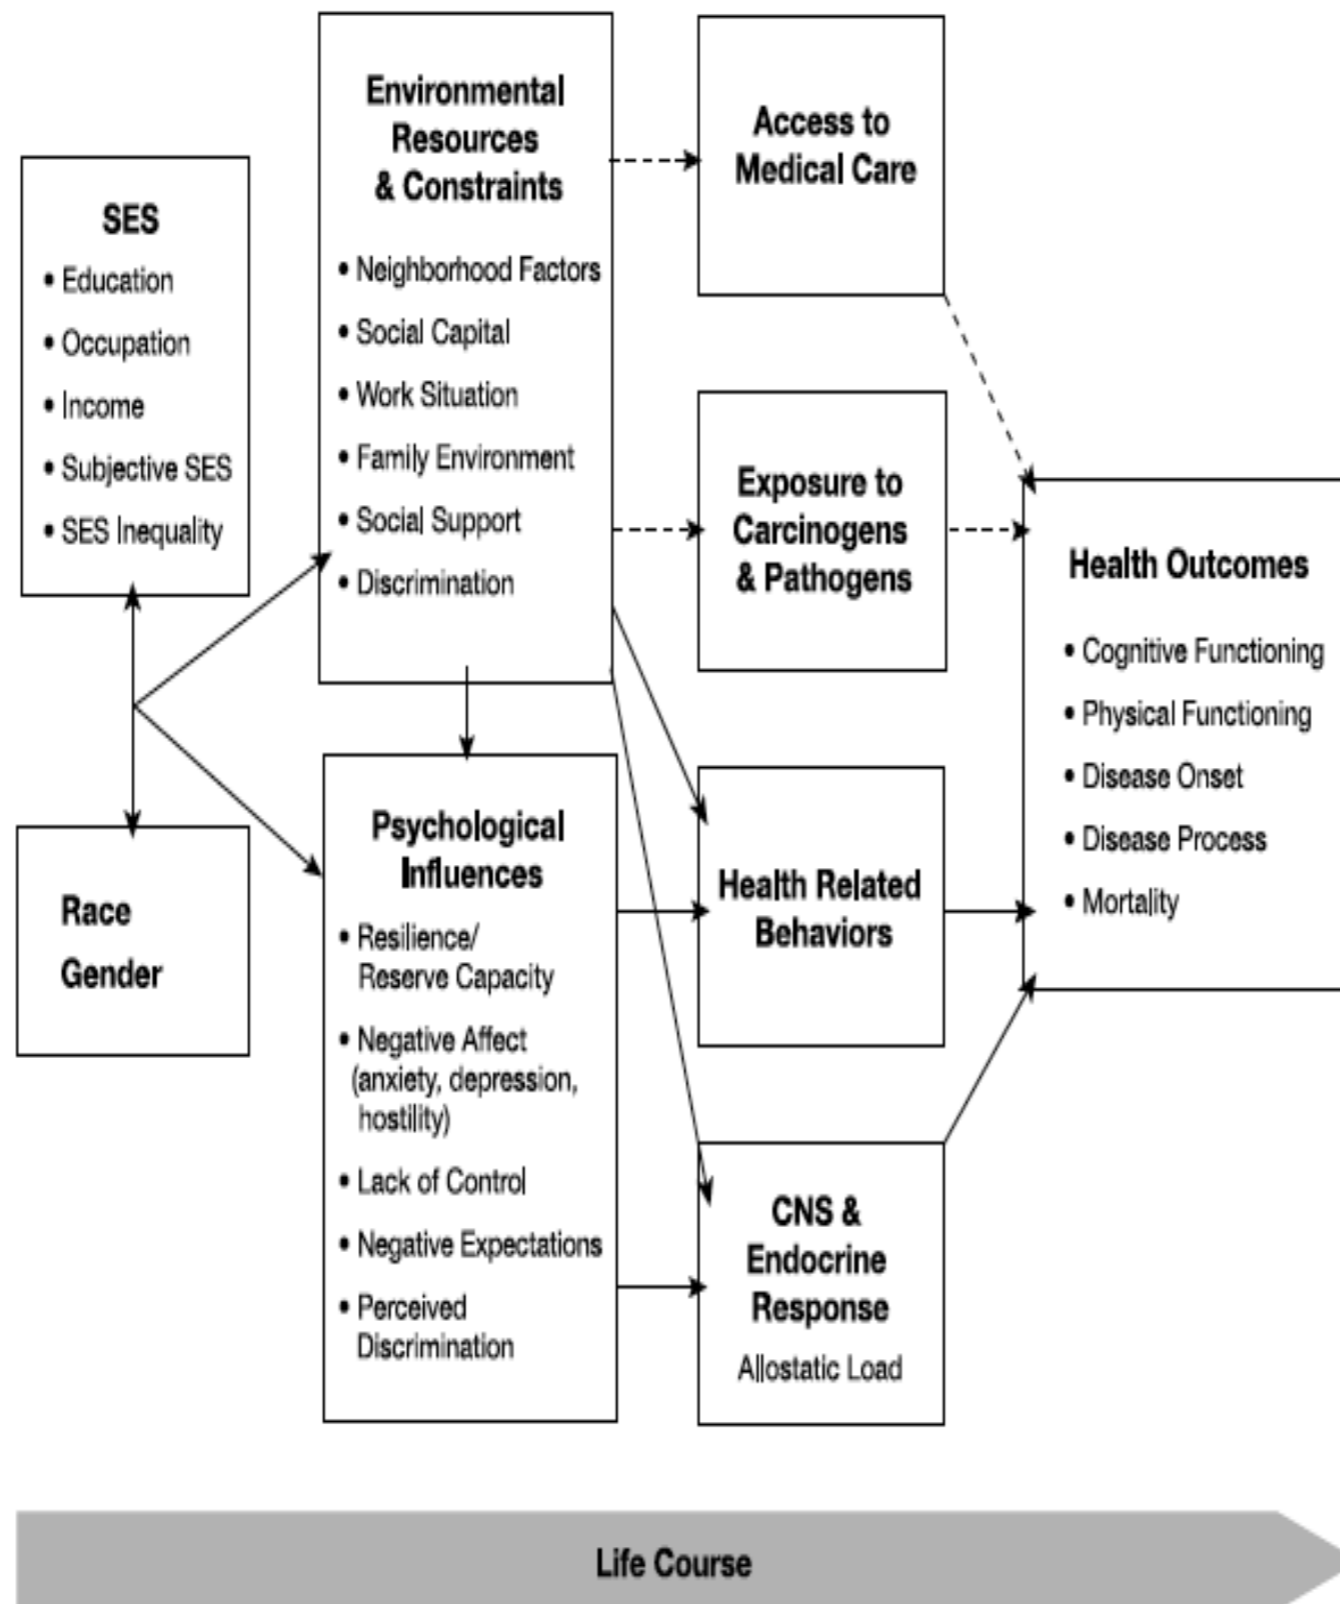 SES
• Education
• Occupation
• Income
• Subjective SES
• SES Inequality
Race
Gender
Environmental
Resources
& Constraints
• Neighborhood Factors
• Social Capital
• Work Situation
• Family Environment
• Social Support
• Discrimination
Psychological
Influences
• Resilience/
Reserve Capacity
• Negative Affect
(anxiety, depression,
hostility)
• Lack of Control
• Negative Expectations
• Perceived
Discrimination
Access to
Medical Care
Exposure to
Carcinogens
& Pathogens
Health Related
Behaviors
CNS &
Endocrine
Response
Allostatic Load
Health Outcomes
• Cognitive Functioning
• Physical Functioning
• Disease Onset
• Disease Process
• Mortality
Life Course